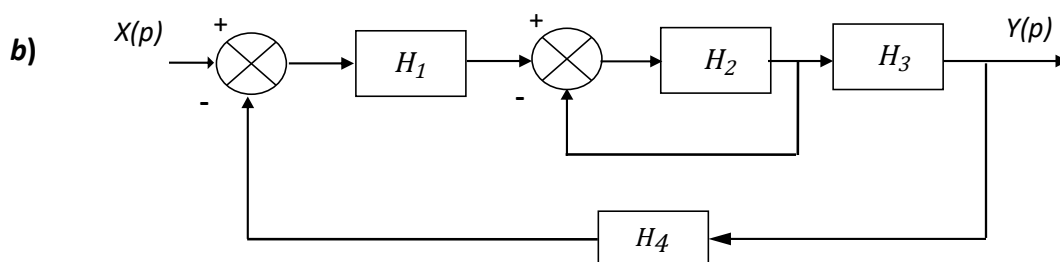 b)
X(p)
Y(p)
+
-
H1
+
-
H2
H3
H4